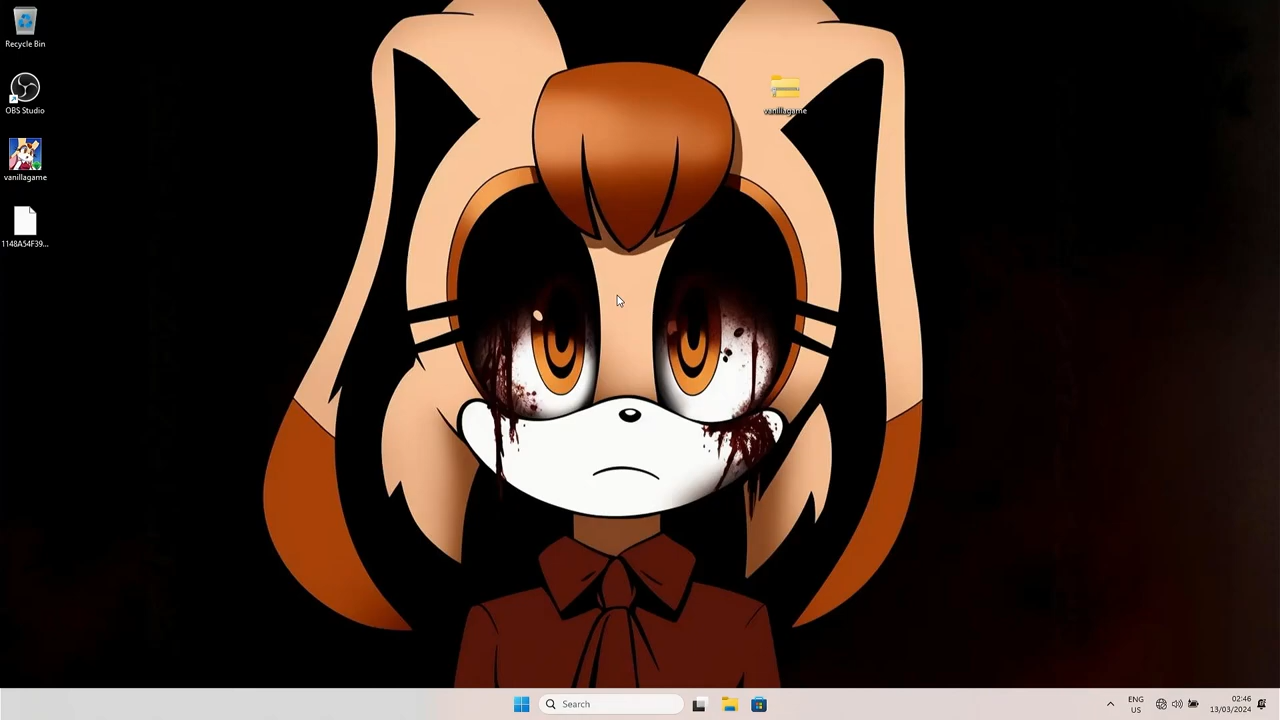 Recycle Bin
OBS Studio
vanillagame
1148A54F39...
vanillagame
Search
ENG
US
02:46
13/03/2024